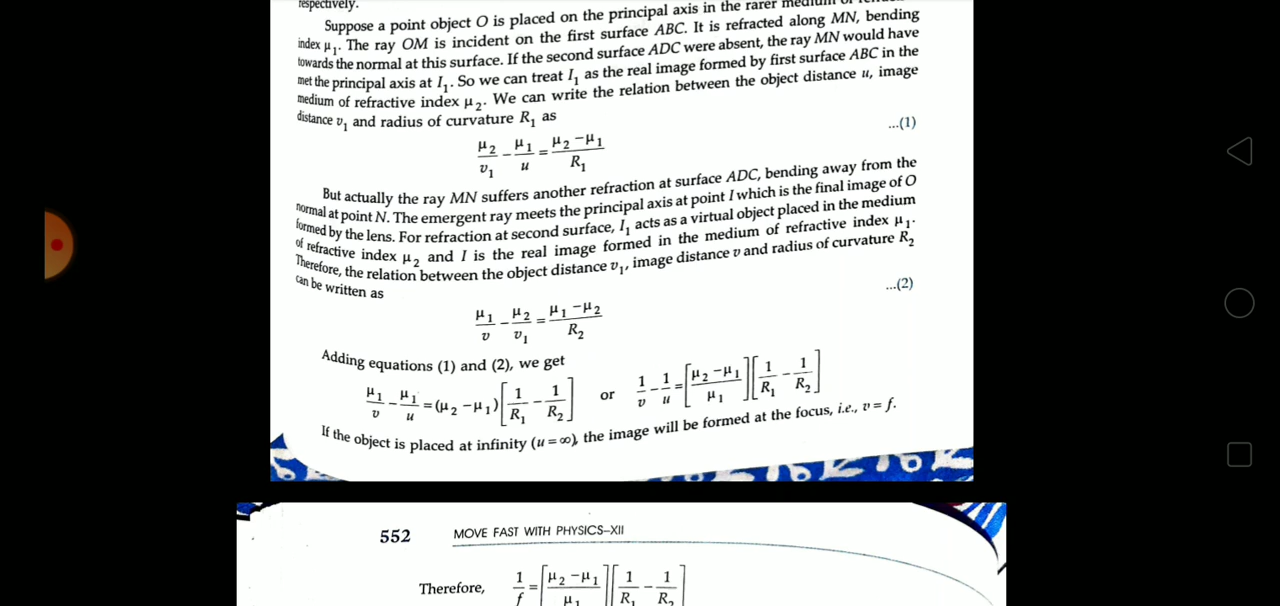 respectively.
Suppose a point object O is placed on the principal axis in the rarer medium of
index μ₁. The ray OM is incident on the first surface ABC. It is refracted along MN, bending
towards the normal at this surface. If the second surface ADC were absent, the ray MN would have
met the principal axis at I₁. So we can treat I₁ as the real image formed by first surface ABC in the
medium of refractive index μ₂. We can write the relation between the object distance u, image
distance v₁ and radius of curvature R₁ as
μ₂/v₁ - μ₁/u = (μ₂ - μ₁)/R₁ ...(1)
But actually the ray MN suffers another refraction at surface ADC, bending away from the
normal at point N. The emergent ray meets the principal axis at point I which is the final image of O
formed by the lens. For refraction at second surface, I₁ acts as a virtual object placed in the medium
of refractive index μ₂ and I is the real image formed in the medium of refractive index μ₁.
Therefore, the relation between the object distance v₁, image distance v and radius of curvature R₂
can be written as
μ₁/v - μ₂/v₁ = (μ₁ - μ₂)/R₂ ...(2)
Adding equations (1) and (2), we get
μ₁/v - μ₁/u = (μ₂ - μ₁)[1/R₁ - 1/R₂] or 1/v - 1/u = [(μ₂ - μ₁)/μ₁][1/R₁ - 1/R₂]
If the object is placed at infinity (u = ∞), the image will be formed at the focus, i.e., v = f.
552 MOVE FAST WITH PHYSICS–XII
Therefore, 1/f = [(μ₂ - μ₁)/μ₁][1/R₁ - 1/R₂]